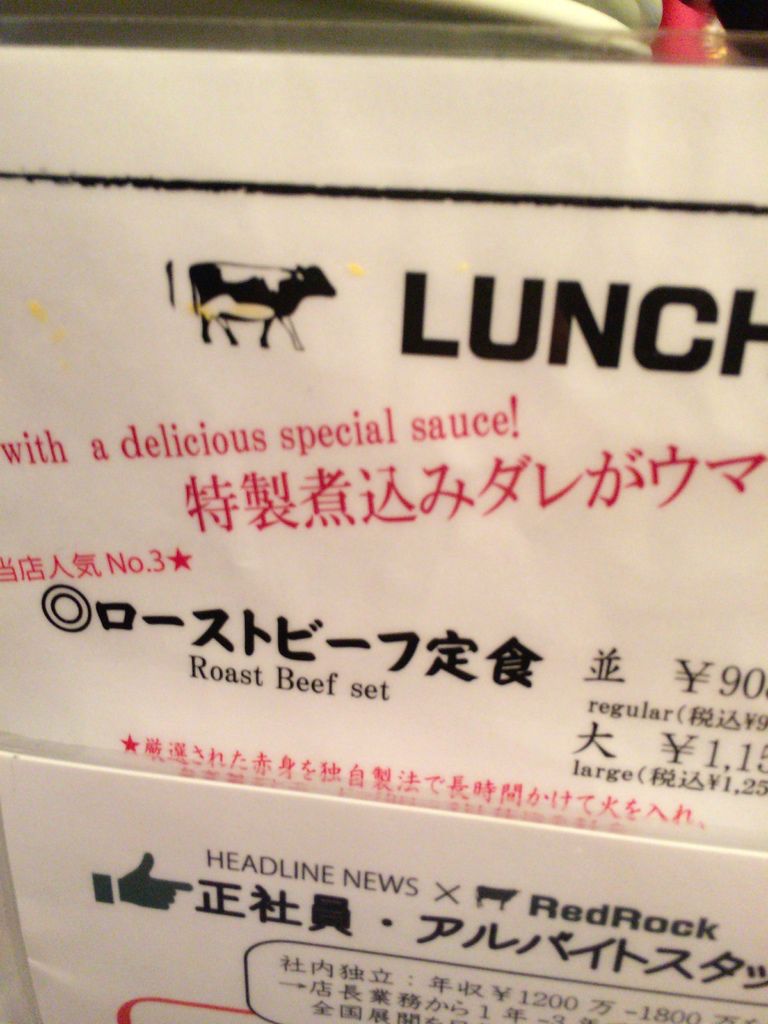 LUNCH
with a delicious special sauce!
特製煮込みダレがウマ
当店人気 No.3★
◎ローストビーフ定食
Roast Beef set
並 ¥90
regular(税込¥9
大 ¥1,15
large(税込¥1,25
★厳選された赤身を独自製法で長時間かけて火を入れ、
HEADLINE NEWS × RedRock
正社員・アルバイトスタッ
社内独立:年収¥1200万-1800万
→店長業務から1年-3年
全国展開を